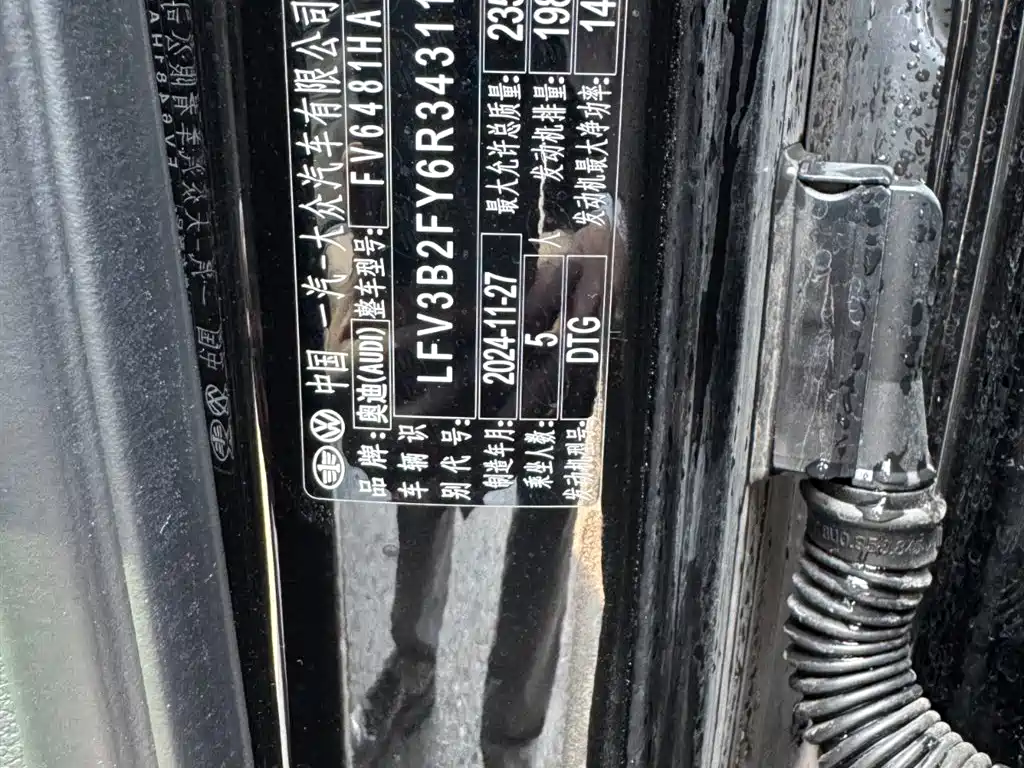 中国 一汽-大众汽车有限公司
品牌: 奥迪(AUDI) 整车型号: FV6481HA
车辆识别代号: LFV3B2FY6R34311
制造年月: 2024-11-27 最大允许总质量: 235
乘坐人数: 5 人 发动机排量: 198
发动机型号: DTG 发动机最大净功率: 14